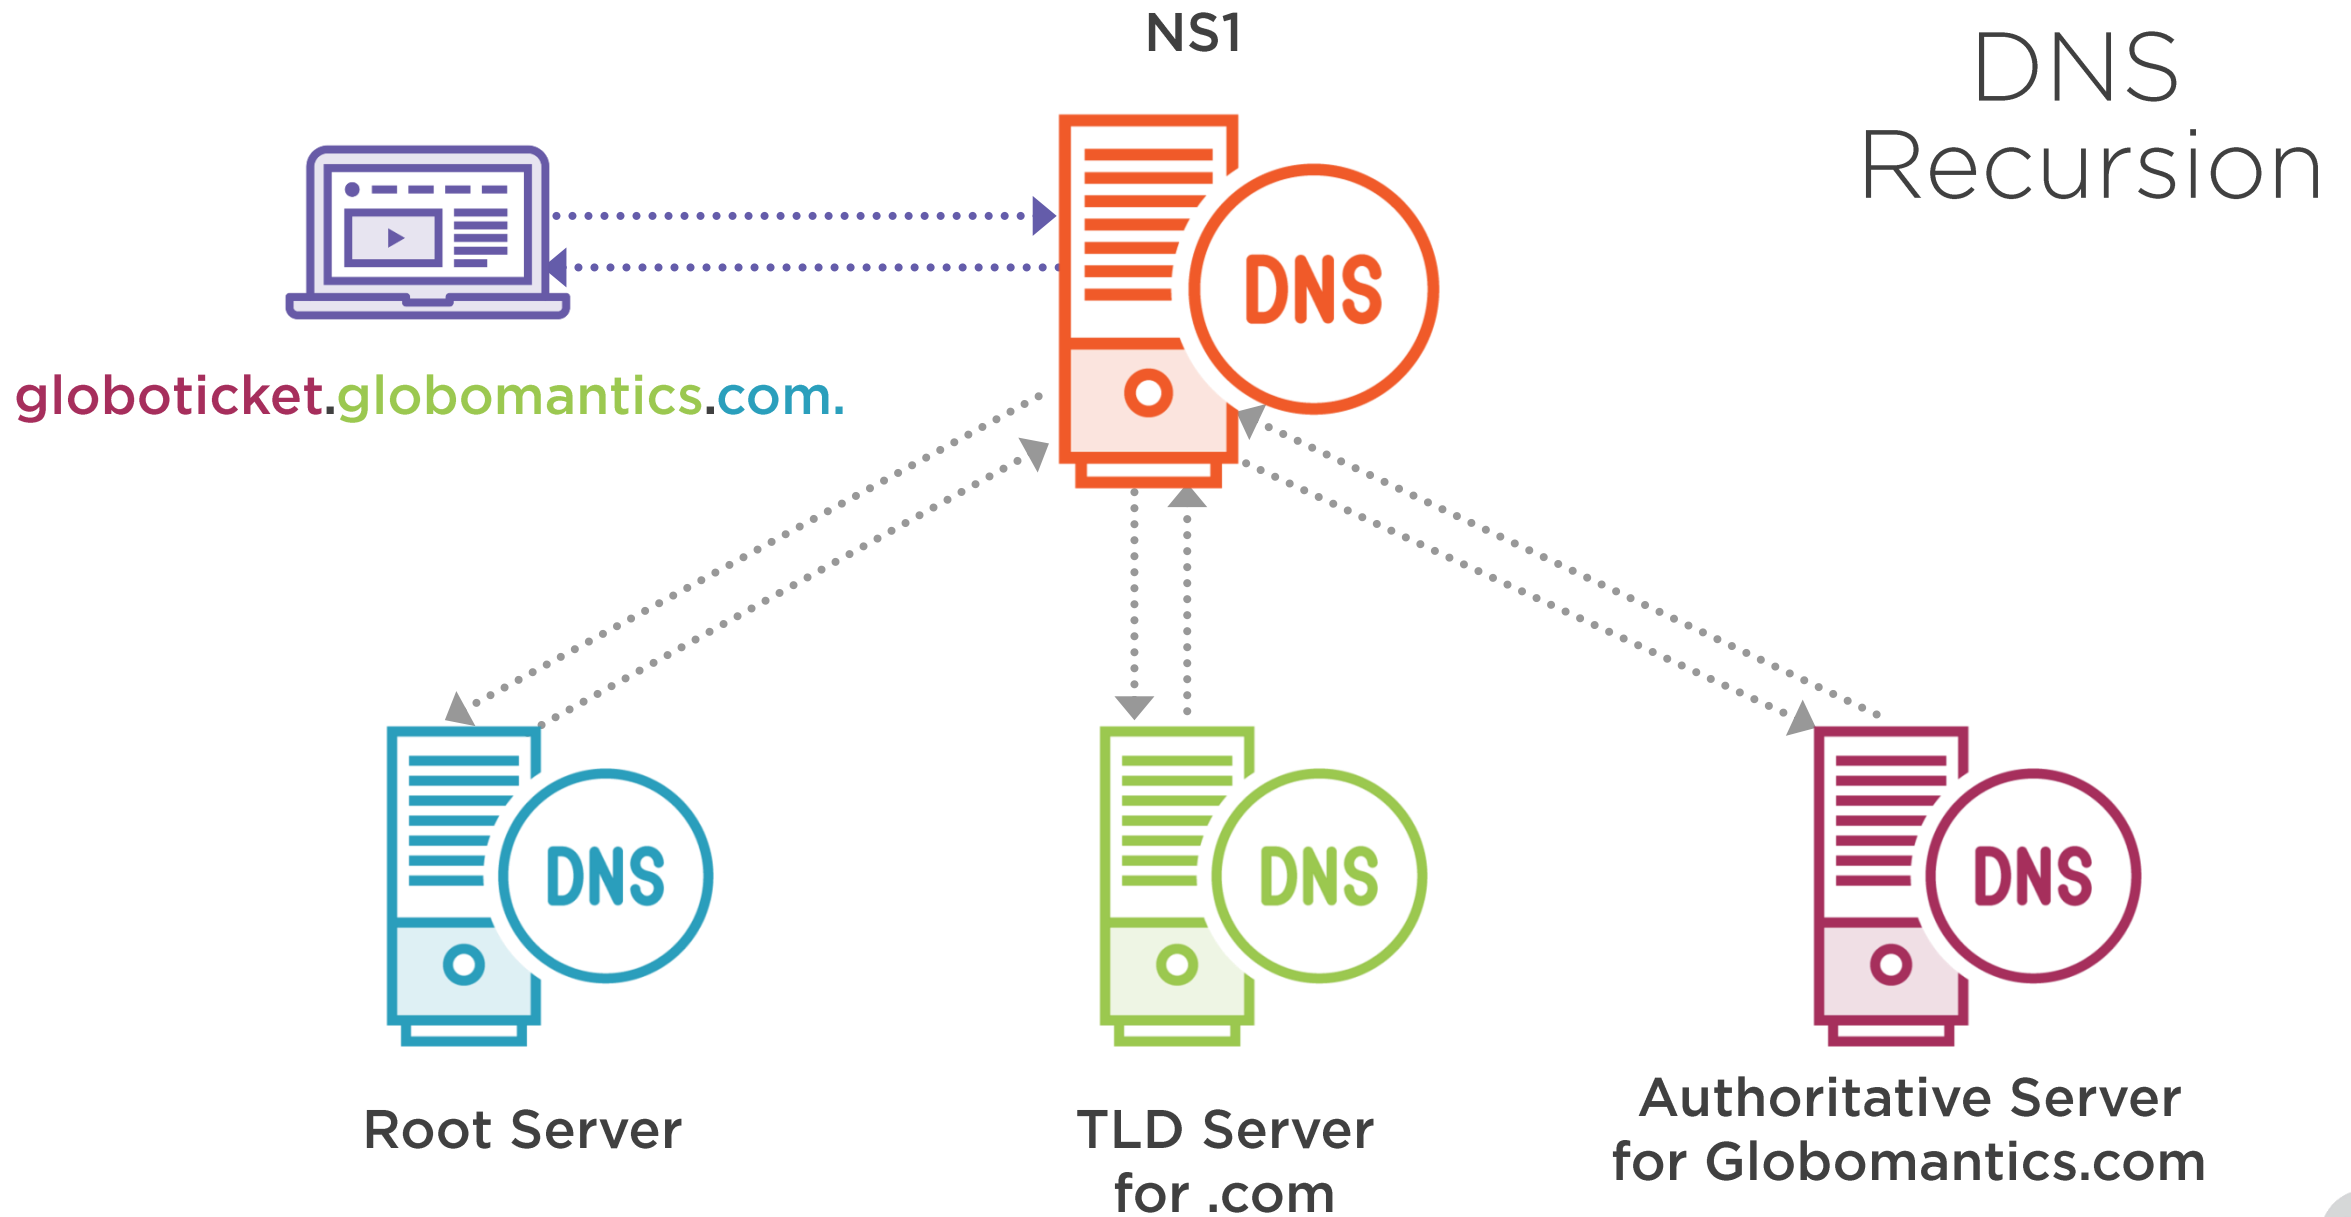 NS1
DNS
Recursion
DNS
globoticket.globomantics.com.
DNS
DNS
DNS
Root Server
TLD Server
for .com
Authoritative Server
for Globomantics.com